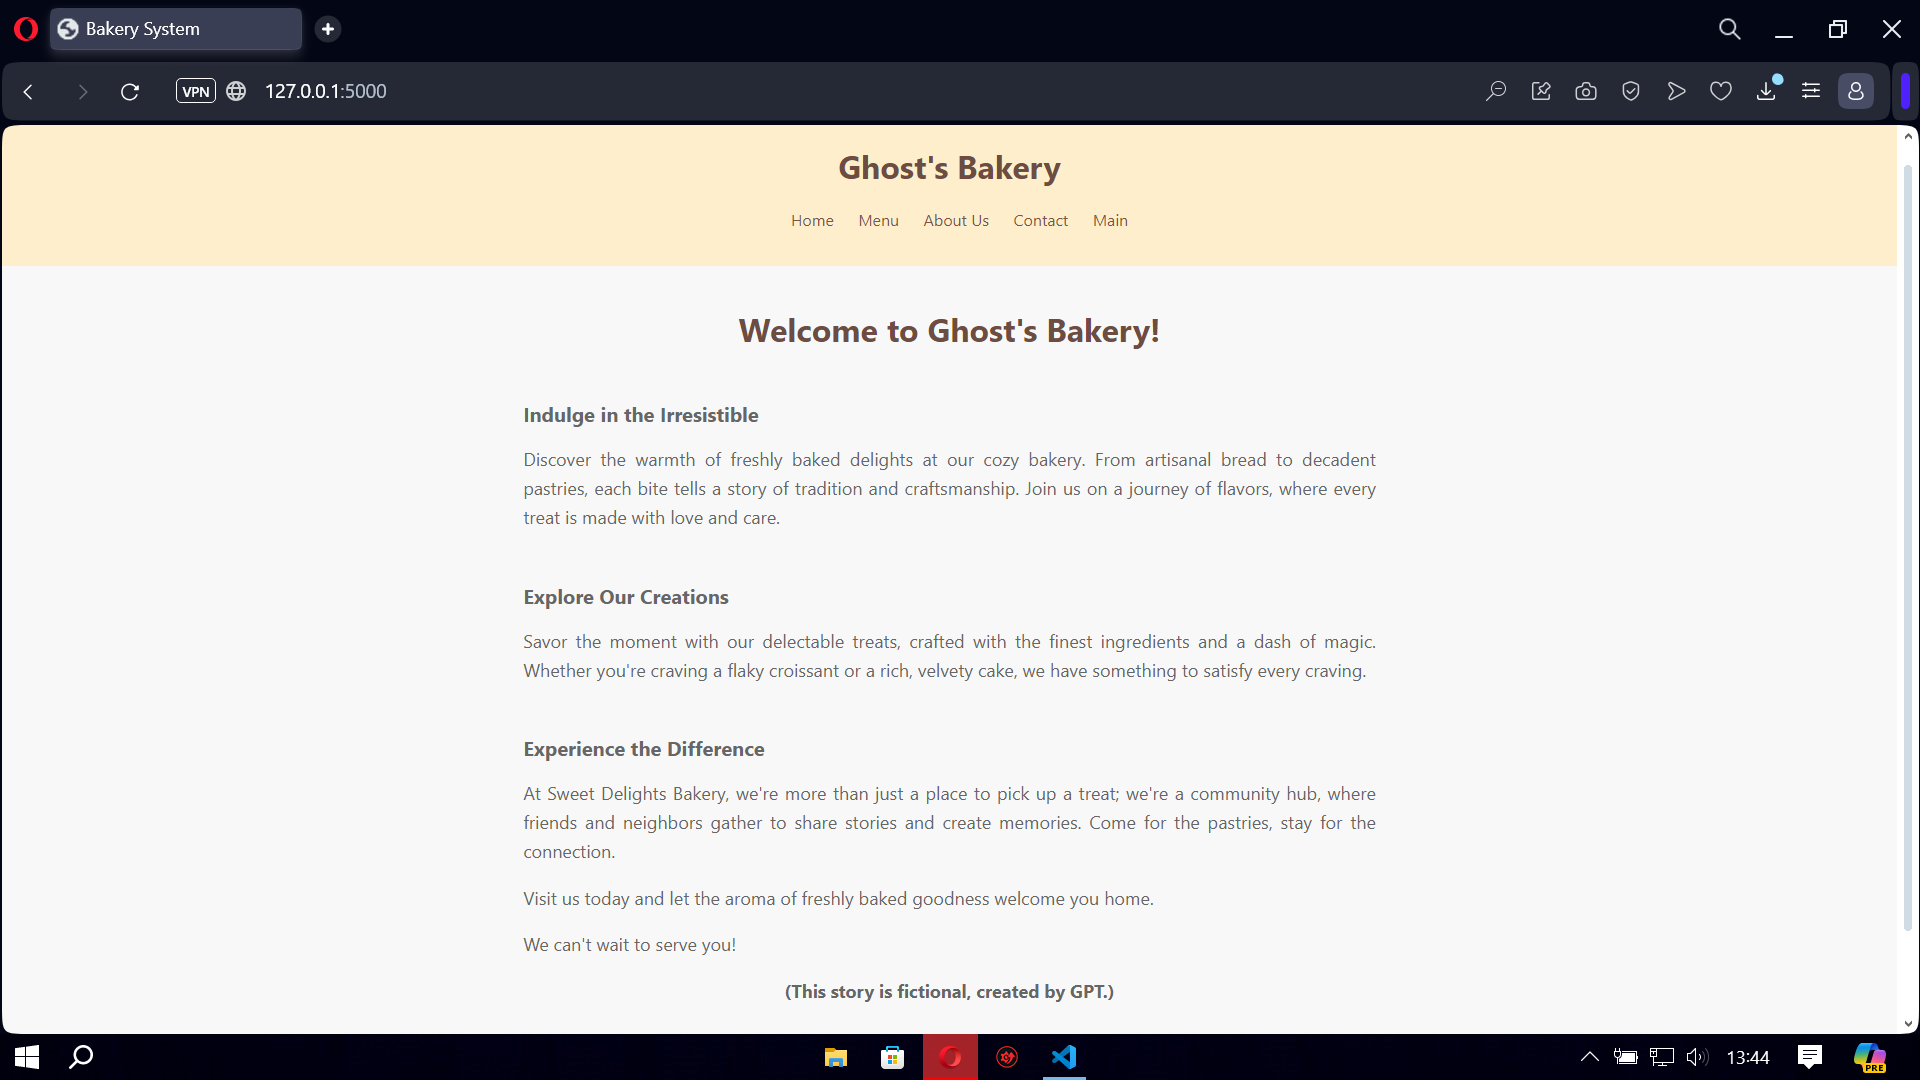 Bakery System
VPN
127.0.0.1:5000
Ghost's Bakery
Home Menu About Us Contact Main
Welcome to Ghost's Bakery!
Indulge in the Irresistible
Discover the warmth of freshly baked delights at our cozy bakery. From artisanal bread to decadent
pastries, each bite tells a story of tradition and craftsmanship. Join us on a journey of flavors, where every
treat is made with love and care.
Explore Our Creations
Savor the moment with our delectable treats, crafted with the finest ingredients and a dash of magic.
Whether you're craving a flaky croissant or a rich, velvety cake, we have something to satisfy every craving.
Experience the Difference
At Sweet Delights Bakery, we're more than just a place to pick up a treat; we're a community hub, where
friends and neighbors gather to share stories and create memories. Come for the pastries, stay for the
connection.
Visit us today and let the aroma of freshly baked goodness welcome you home.
We can't wait to serve you!
(This story is fictional, created by GPT.)
13:44
PRE